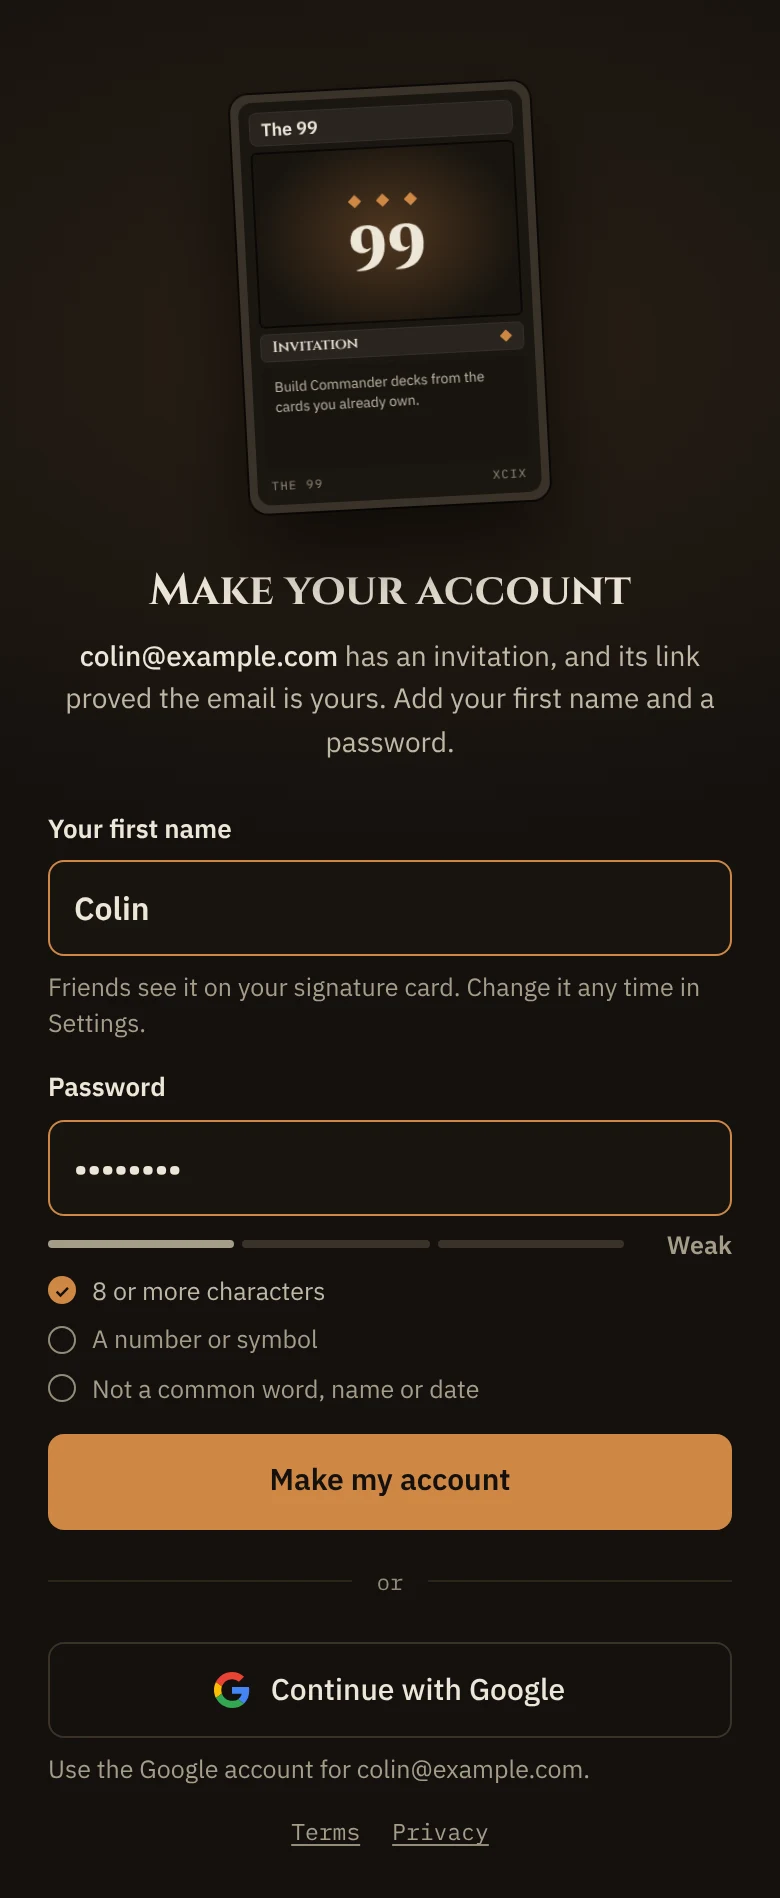 The 99
99
Invitation
Build Commander decks from the
cards you already own.
THE 99
XCIX
Make your account
colin@example.com has an invitation, and its link
proved the email is yours. Add your first name and a
password.
Your first name
Colin
Friends see it on your signature card. Change it any time in
Settings.
Password
••••••••
Weak
8 or more characters
A number or symbol
Not a common word, name or date
Make my account
or
Continue with Google
Use the Google account for colin@example.com.
Terms Privacy